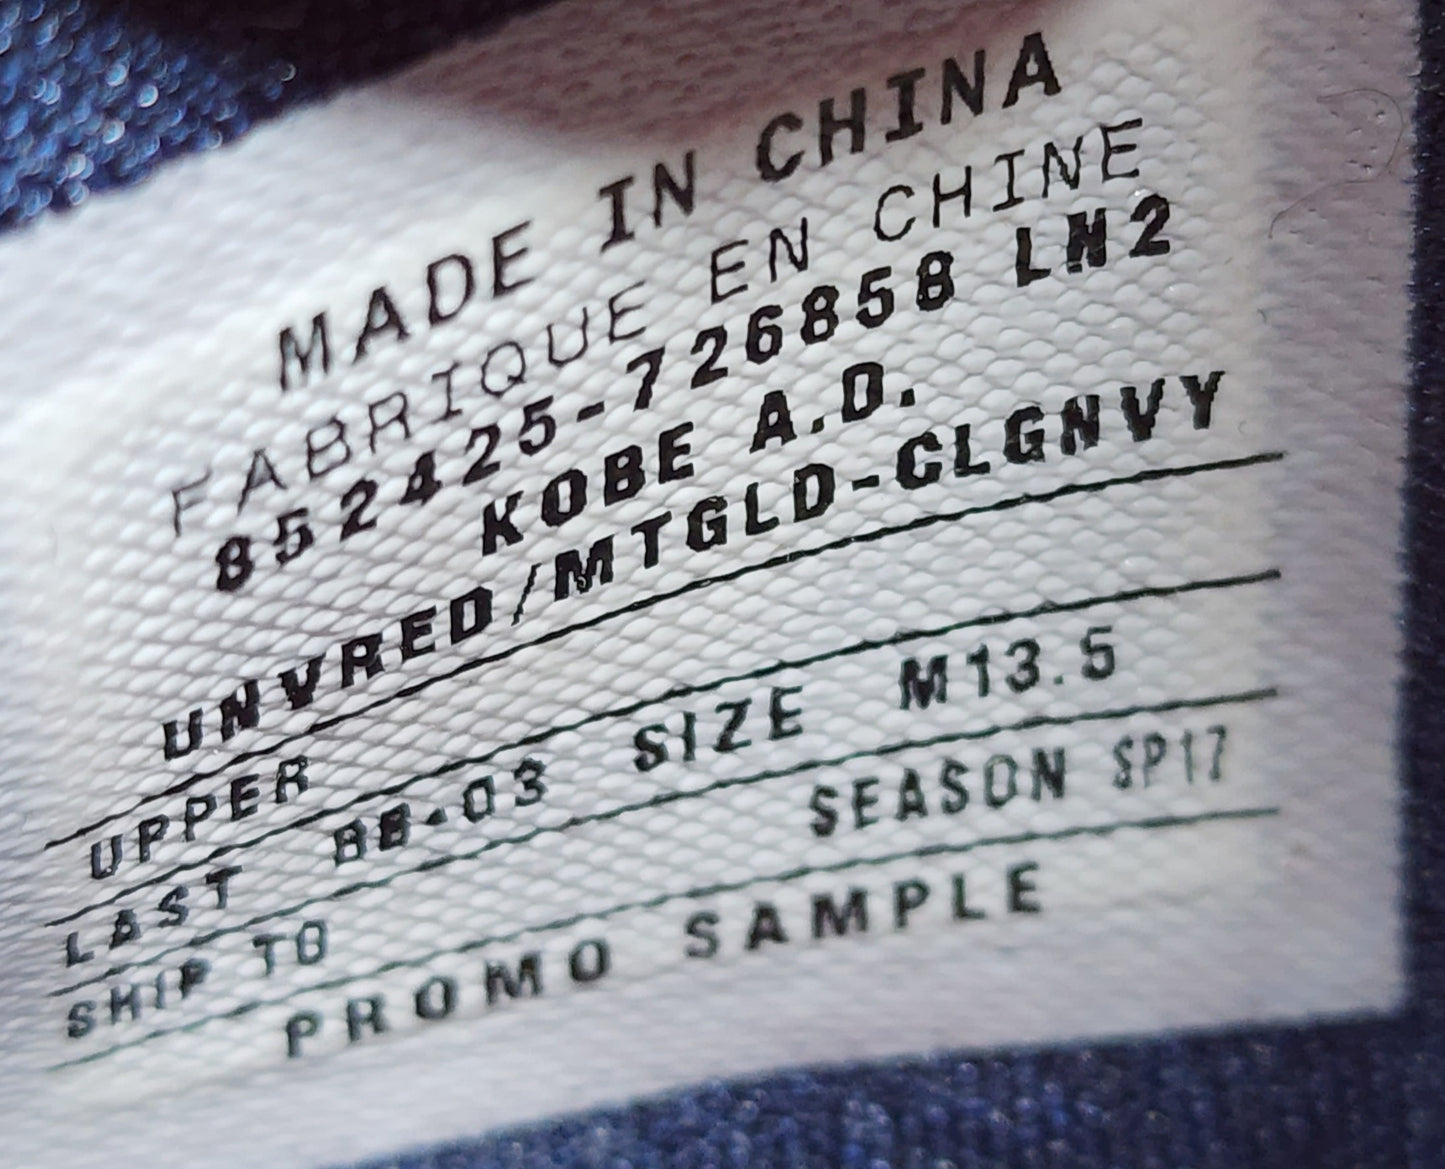 MADE IN CHINA
FABRIQUE EN CHINE
852425-726858 LN2
KOBE A.D.
UNVRED/MTGLD-CLGNVY
UPPER
LAST BB-03 SIZE M13.5
SHIP TO SEASON SP17
PROMO SAMPLE